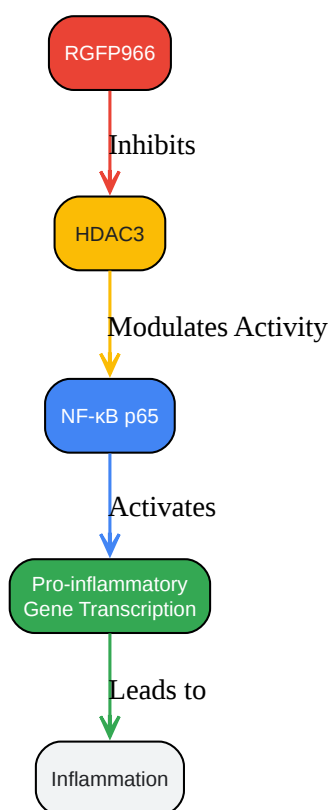 RGFP966
Inhibits
HDAC3
Modulates Activity
NF-κB p65
Activates
Pro-inflammatory
Gene Transcription
Leads to
Inflammation